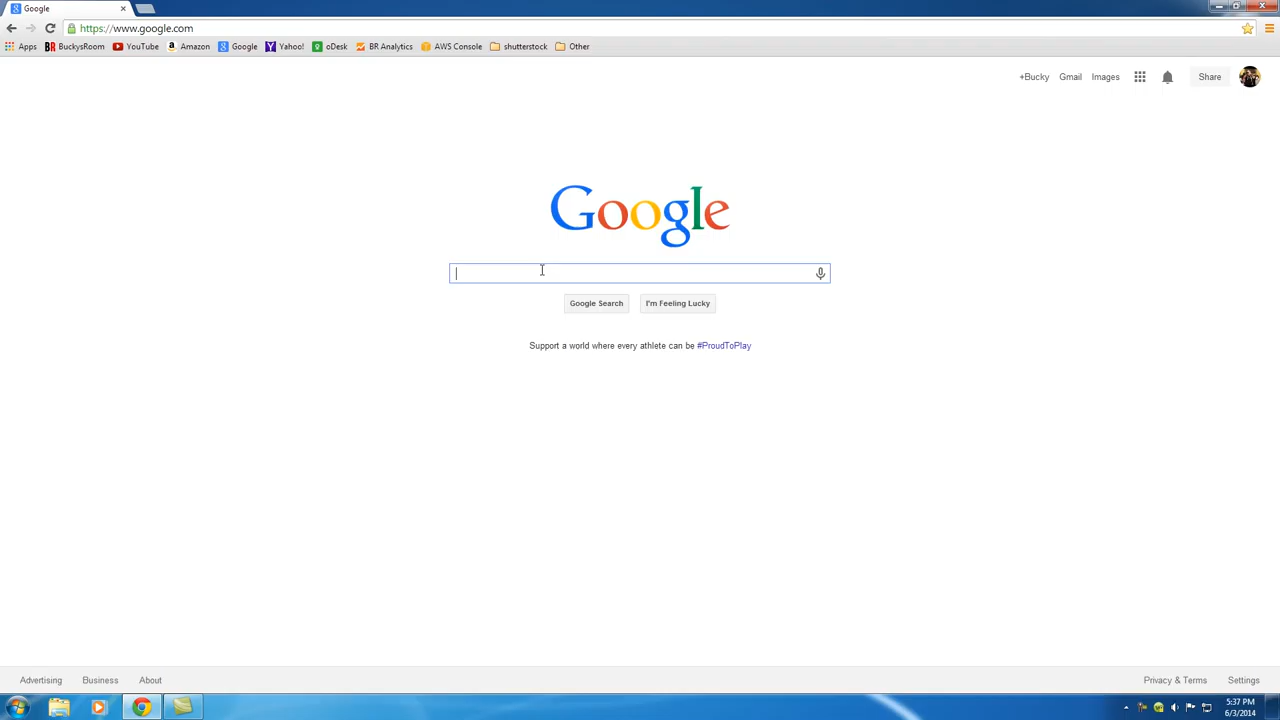 Google
https://www.google.com
Apps BuckysRoom YouTube Amazon Google Yahoo! oDesk BR Analytics AWS Console shutterstock Other
+Bucky Gmail Images Share
Google
Google Search I'm Feeling Lucky
Support a world where every athlete can be #ProudToPlay
Advertising Business About Privacy & Terms Settings
5:37 PM
6/3/2014